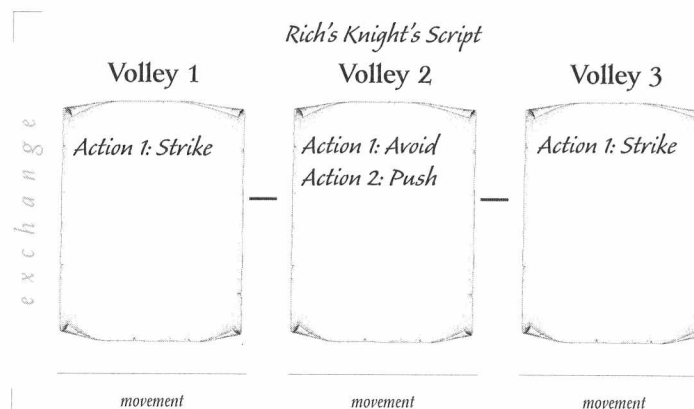 Rich's Knight's Script
Volley 1
Volley 2
Volley 3
exchange
Action 1: Strike
Action 1: Avoid
Action 2: Push
Action 1: Strike
movement
movement
movement